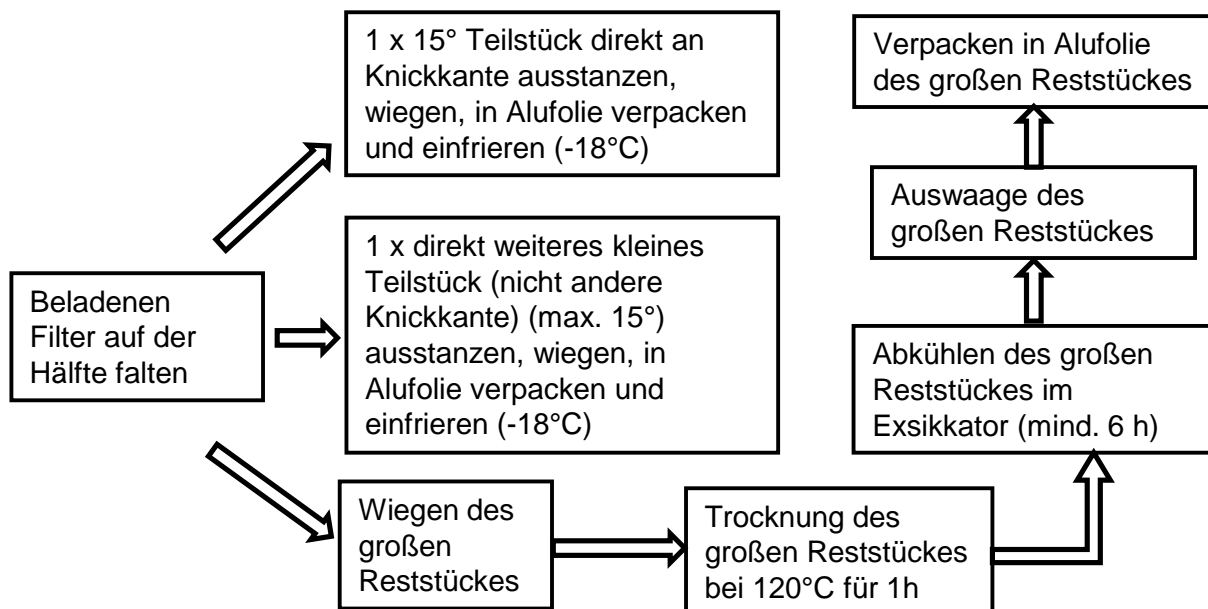 Beladenen
Filter auf der
Hälfte falten
1 x 15° Teilstück direkt an
Knickkante ausstanzen,
wiegen, in Alufolie verpacken
und einfrieren (-18°C)
1 x direkt weiteres kleines
Teilstück (nicht andere
Knickkante) (max. 15°)
ausstanzen, wiegen, in
Alufolie verpacken und
einfrieren (-18°C)
Wiegen des
großen
Reststückes
Trocknung des
großen Reststückes
bei 120°C für 1h
Abkühlen des großen
Reststückes im
Exsikkator (mind. 6 h)
Auswaage des
großen Reststückes
Verpacken in Alufolie
des großen Reststückes